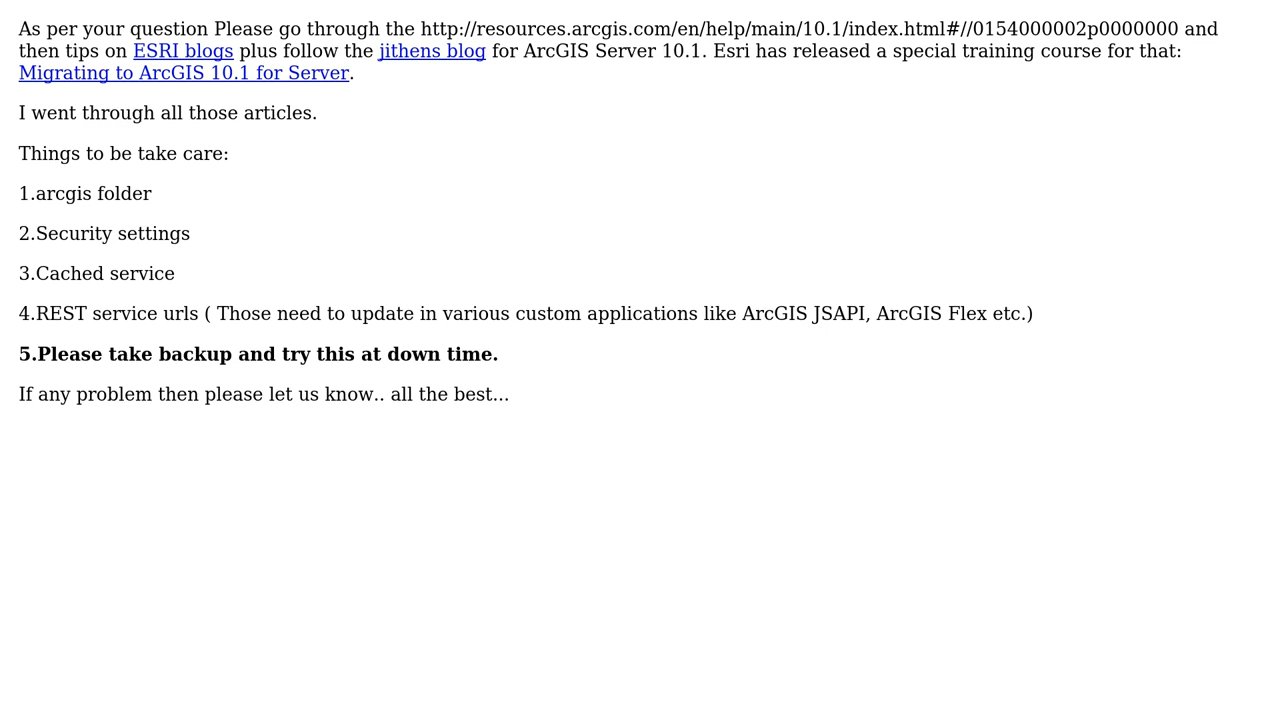 As per your question Please go through the http://resources.arcgis.com/en/help/main/10.1/index.html#//0154000002p0000000 and
then tips on ESRI blogs plus follow the jithens blog for ArcGIS Server 10.1. Esri has released a special training course for that:
Migrating to ArcGIS 10.1 for Server.
I went through all those articles.
Things to be take care:
1.arcgis folder
2.Security settings
3.Cached service
4.REST service urls ( Those need to update in various custom applications like ArcGIS JSAPI, ArcGIS Flex etc.)
5.Please take backup and try this at down time.
If any problem then please let us know.. all the best...